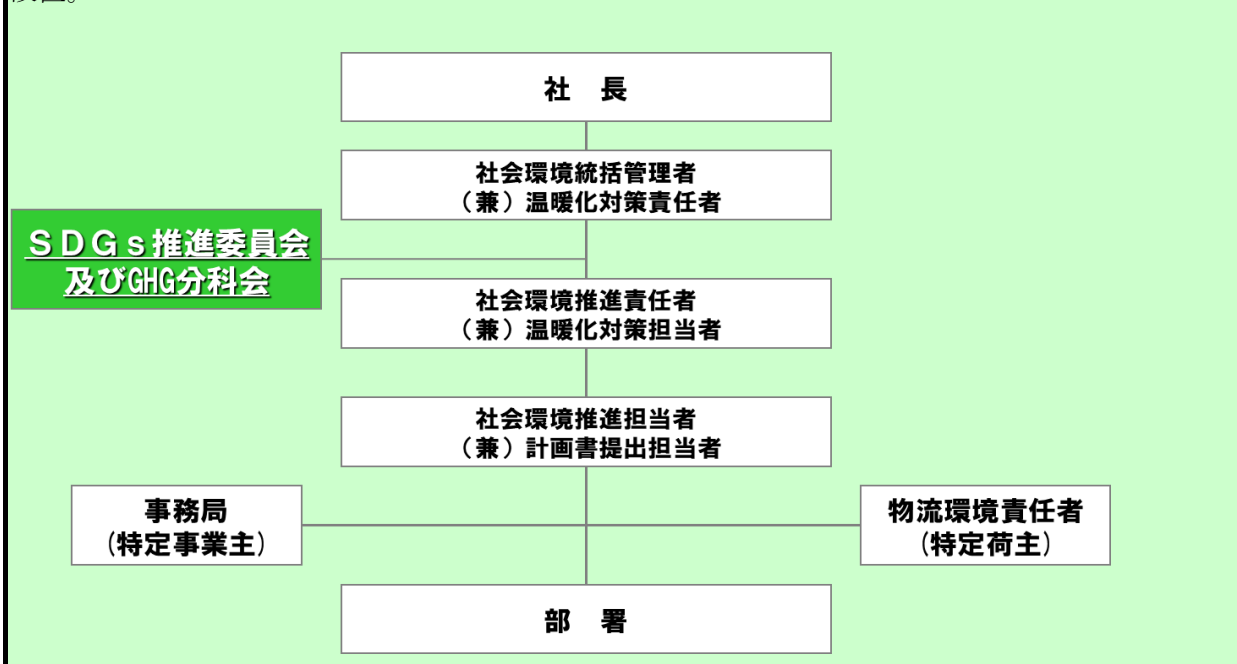 社　長
社会環境統括管理者
（兼）温暖化対策責任者
ＳＤＧｓ推進委員会
及びGHG分科会
社会環境推進責任者
（兼）温暖化対策担当者
社会環境推進担当者
（兼）計画書提出担当者
事務局
(特定事業主)
物流環境責任者
(特定荷主)
部　署